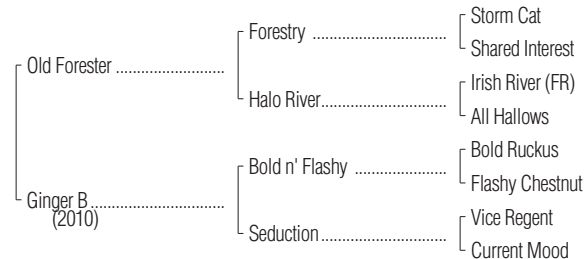 Storm Cat
Forestry
Shared Interest
Old Forester
Irish River (FR)
Halo River
All Hallows
Bold Ruckus
Bold n' Flashy
Flashy Chestnut
Ginger B
(2010)
Vice Regent
Seduction
Current Mood